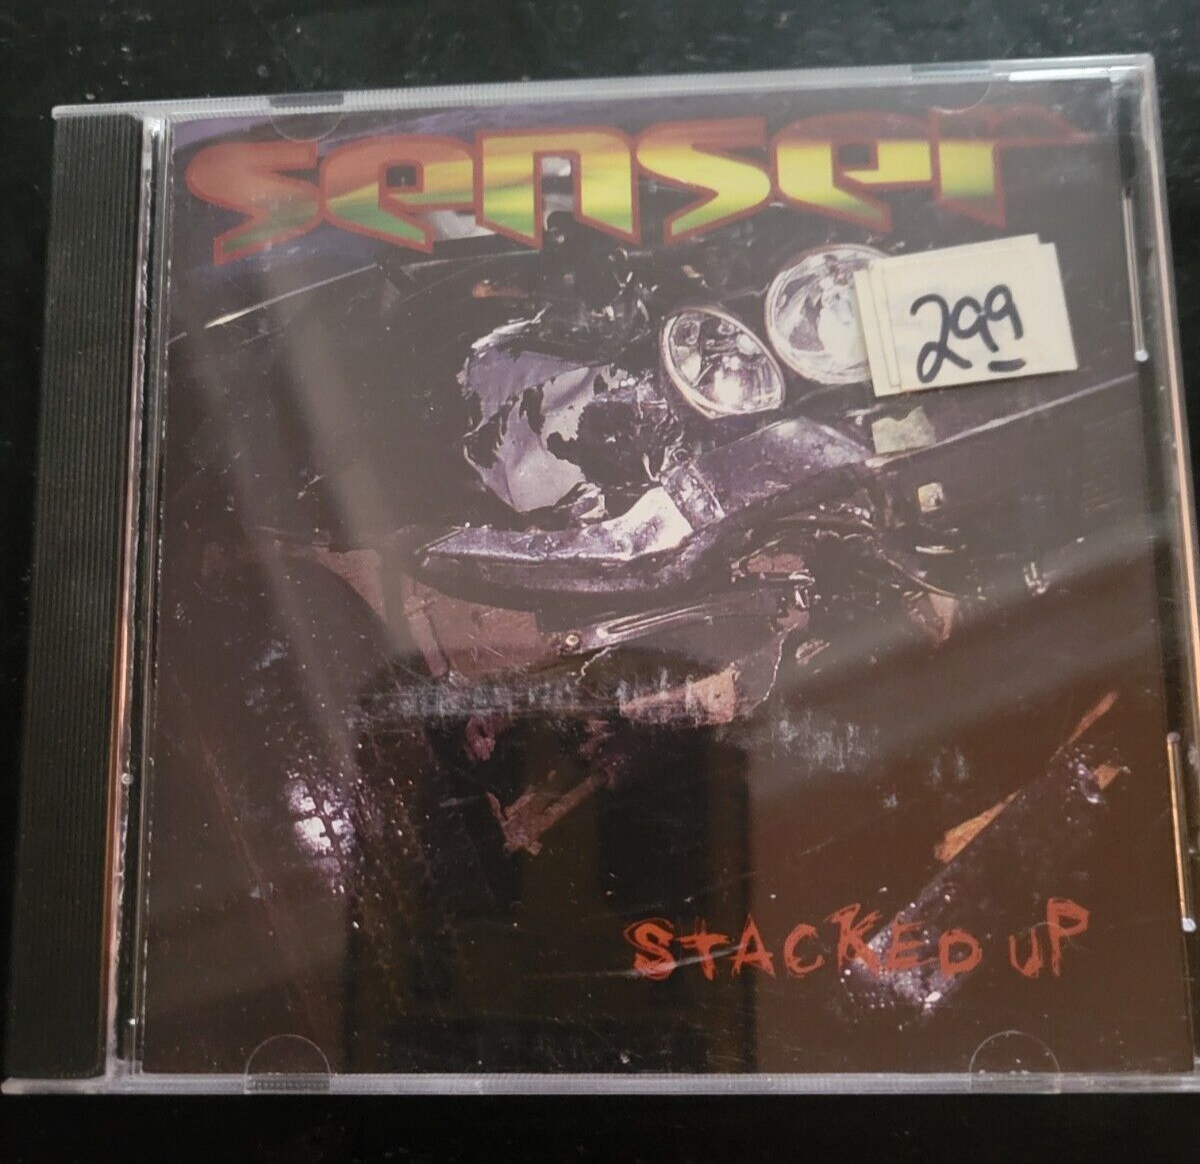 senser
299
STACKED UP